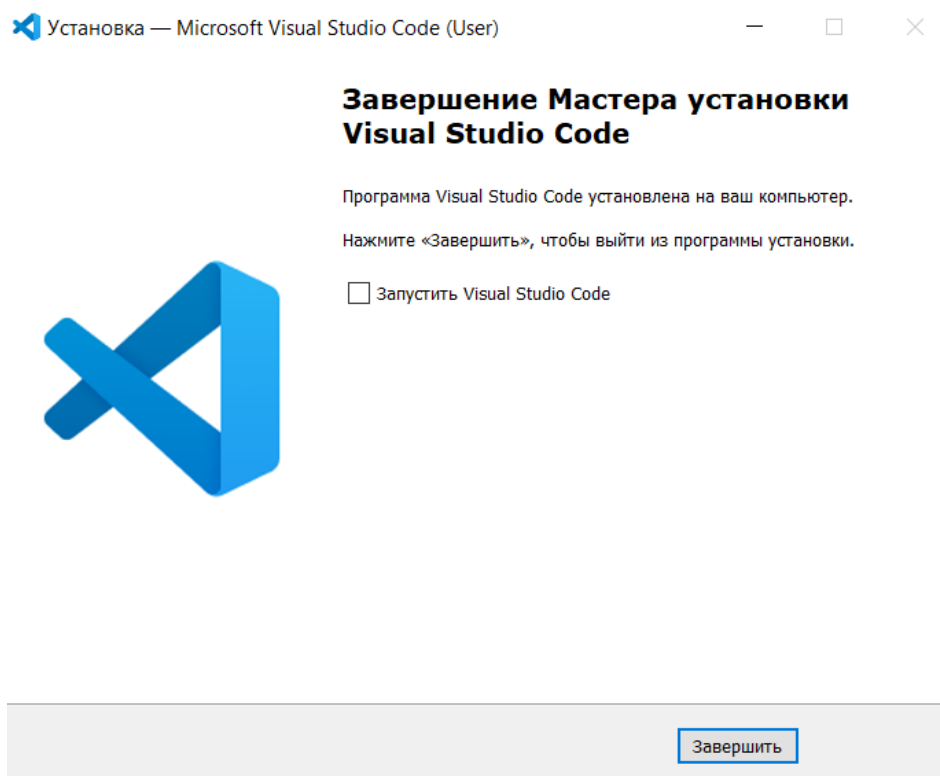 Установка — Microsoft Visual Studio Code (User)
Завершение Мастера установки
Visual Studio Code
Программа Visual Studio Code установлена на ваш компьютер.
Нажмите «Завершить», чтобы выйти из программы установки.
Запустить Visual Studio Code
Завершить